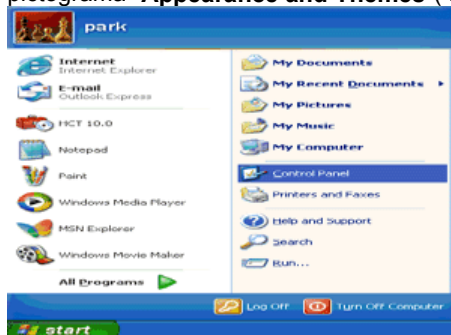 Appearance and Themes
park
Internet
Internet Explorer
E-mail
Outlook Express
HCT 10.0
Notepad
Paint
Windows Media Player
MSN Explorer
Windows Movie Maker
All Programs
My Documents
My Recent Documents
My Pictures
My Music
My Computer
Control Panel
Printers and Faxes
Help and Support
Search
Run...
Log Off
Turn Off Computer
start